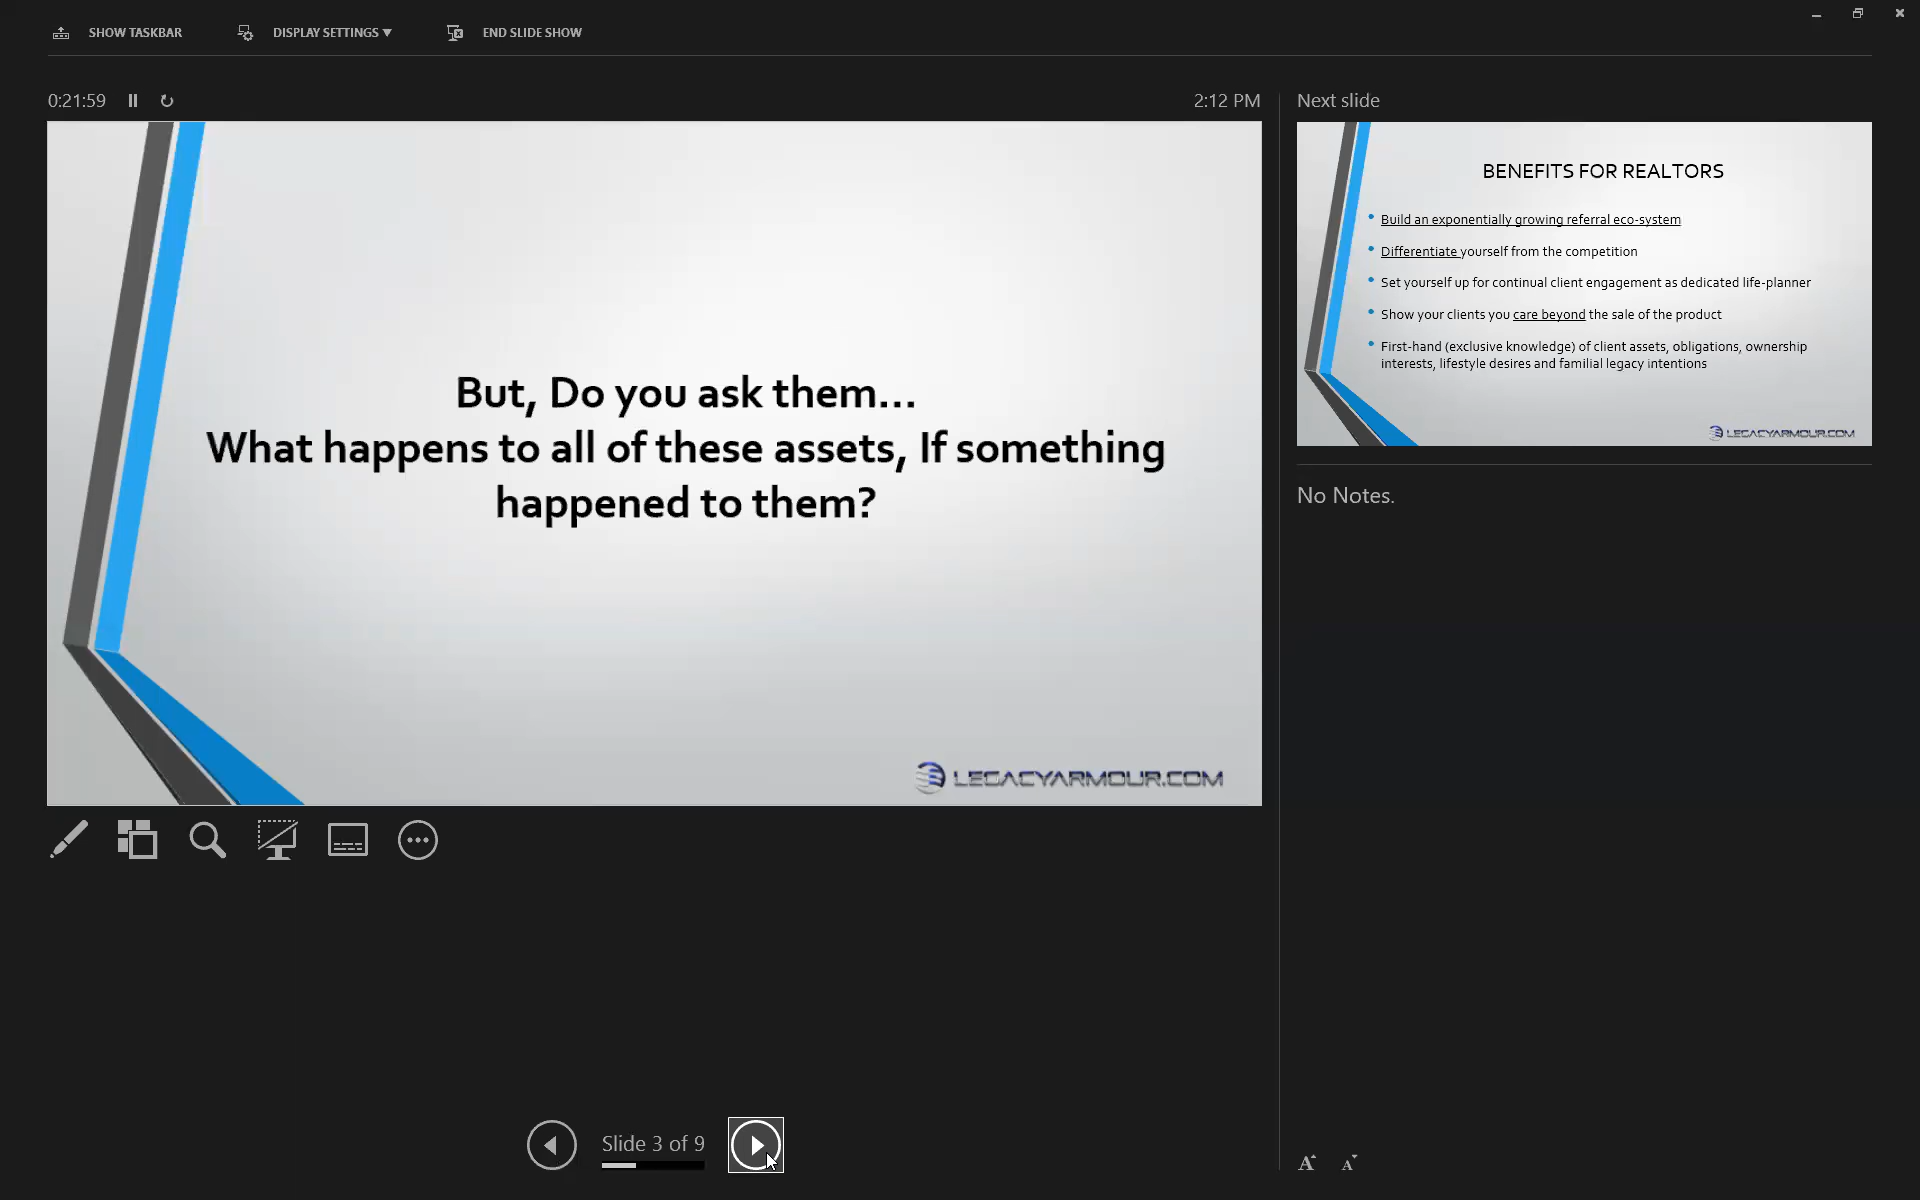 SHOW TASKBAR
DISPLAY SETTINGS ▼
END SLIDE SHOW
0:21:59
2:12 PM
But, Do you ask them...
What happens to all of these assets, If something
happened to them?
LEGACYARMOUR.COM
Slide 3 of 9
Next slide
BENEFITS FOR REALTORS
• Build an exponentially growing referral eco-system
• Differentiate yourself from the competition
• Set yourself up for continual client engagement as dedicated life-planner
• Show your clients you care beyond the sale of the product
• First-hand (exclusive knowledge) of client assets, obligations, ownership
interests, lifestyle desires and familial legacy intentions
LEGACYARMOUR.COM
No Notes.
A A